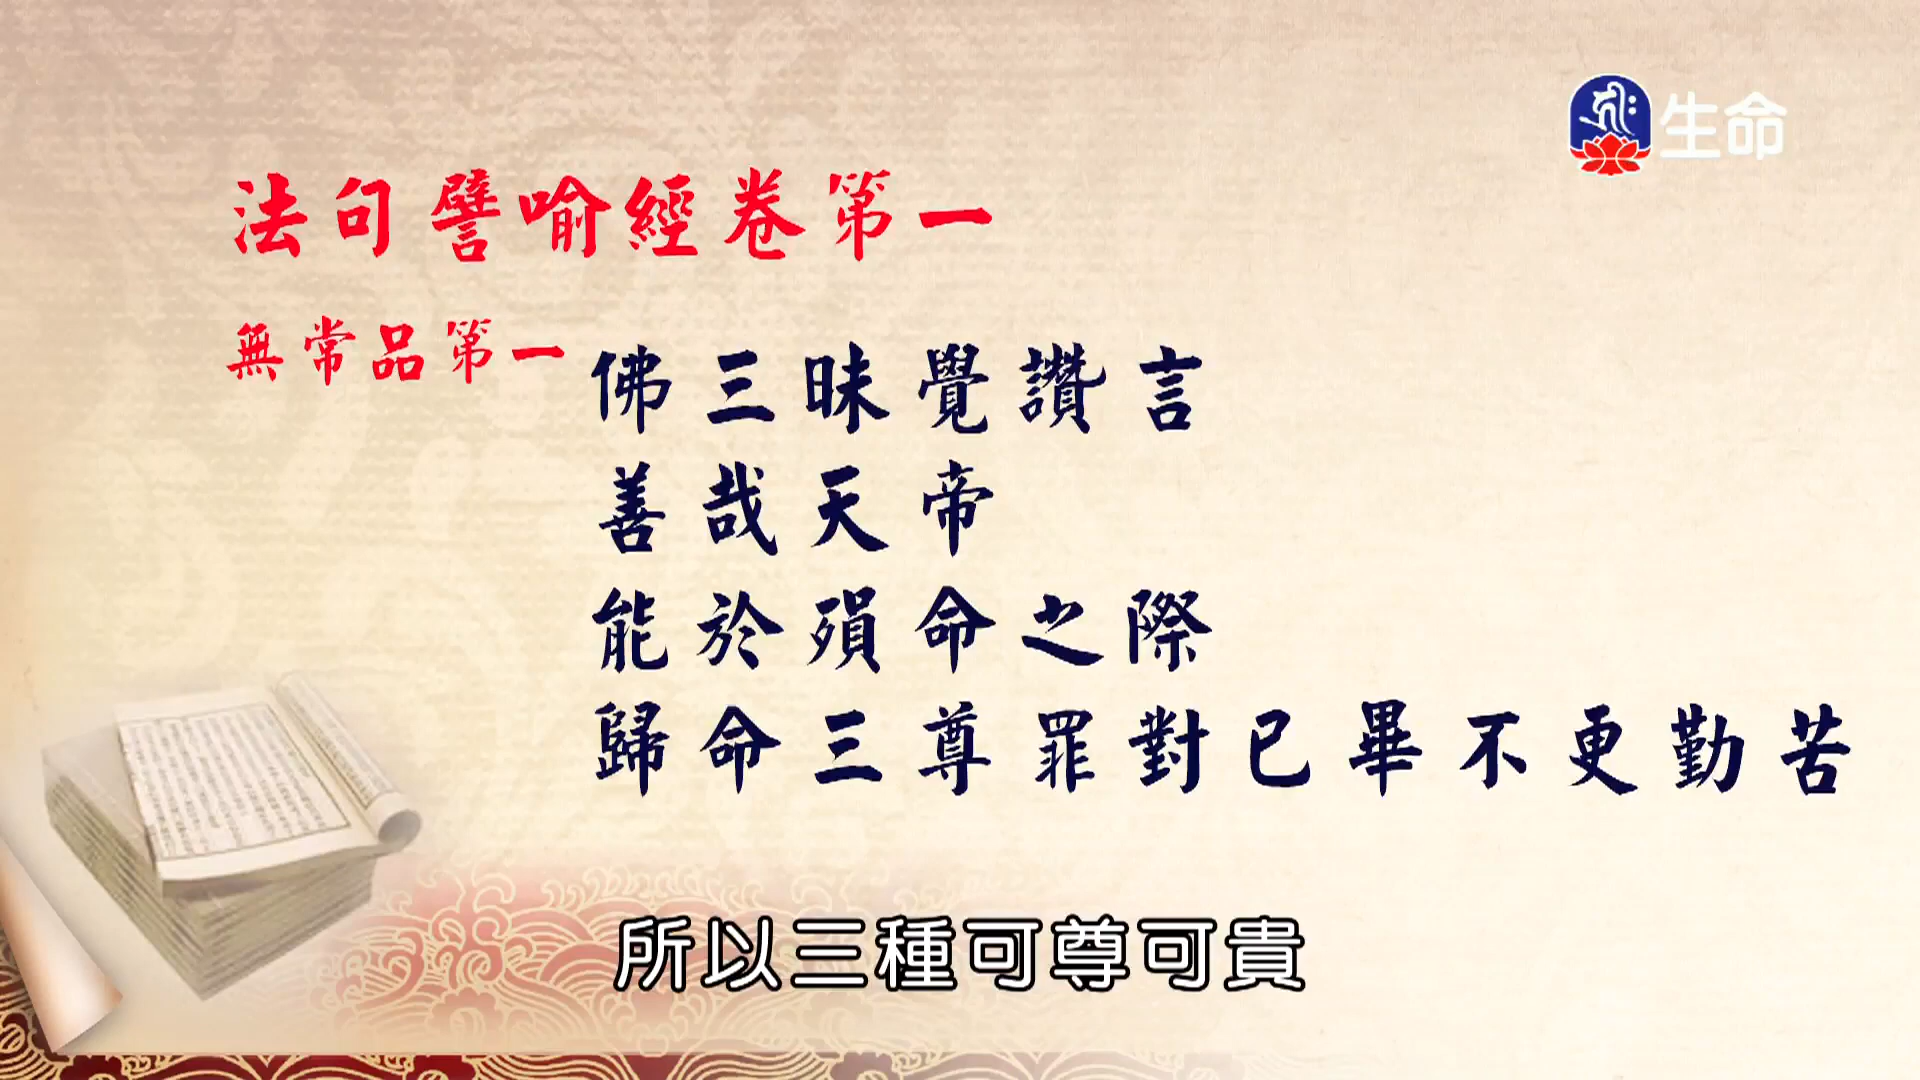 生命
法句譬喻經卷第一
無常品第一
佛三昧覺讚言
善哉天帝
能於殞命之際
歸命三尊罪對已畢不更勤苦
所以三種可尊可貴